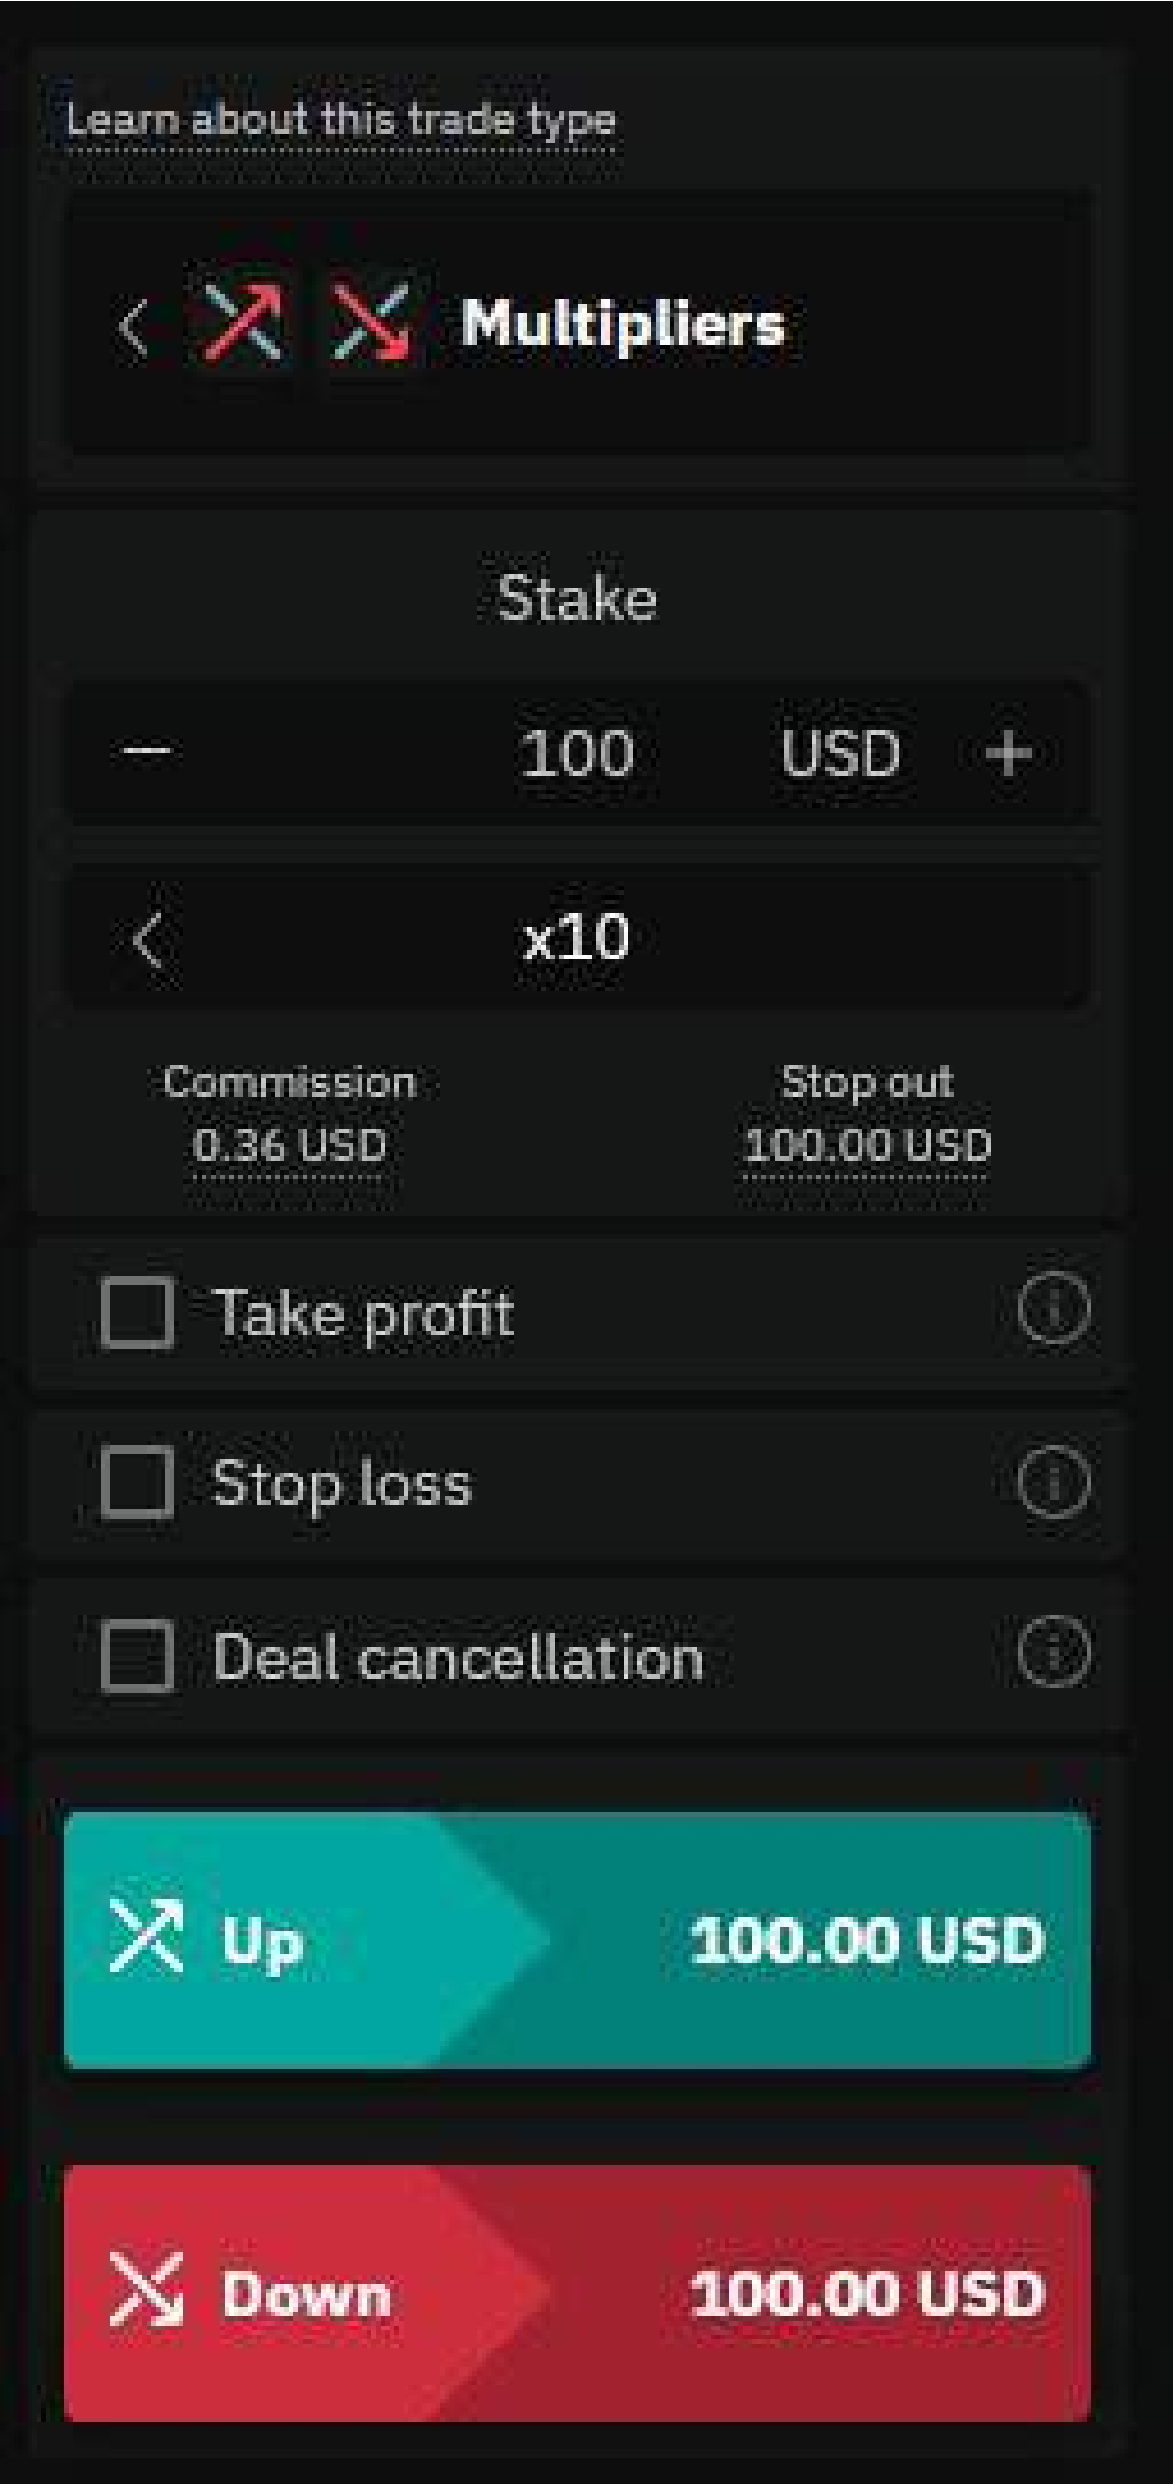 Learn about this trade type
Multipliers
Stake
100 USD
x10
Commission Stop out
0.36 USD 100.00 USD
Take profit
Stop loss
Deal cancellation
Up 100.00 USD
Down 100.00 USD